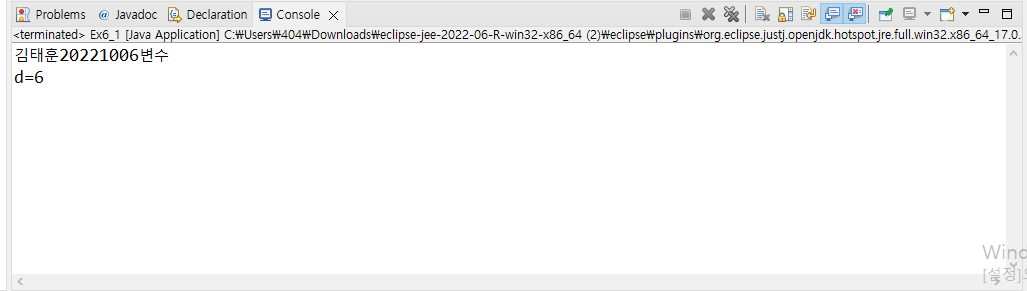 Problems Javadoc Declaration Console
<terminated> Ex6_1 [Java Application] C:₩Users₩404₩Downloads₩eclipse-jee-2022-06-R-win32-x86_64 (2)₩eclipse₩plugins₩org.eclipse.justj.openjdk.hotspot.jre.full.win32.x86_64_17.0.
김태훈20221006변수
d=6
Wind
[설정]으